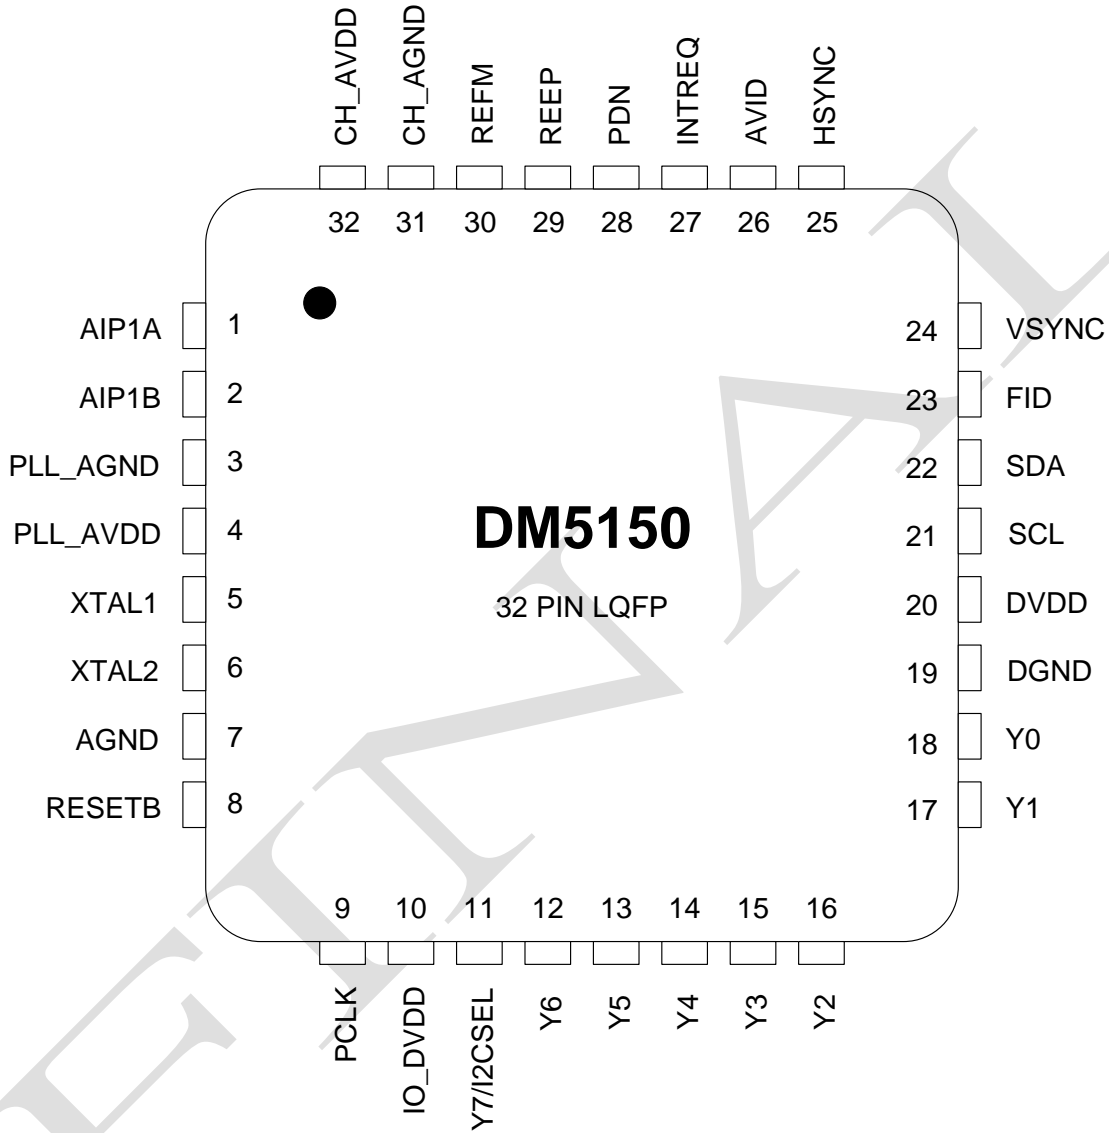 CH_AVDD
CH_AGND
REFM
REEP
PDN
INTREQ
AVID
HSYNC
32 31 30 29 28 27 26 25
AIP1A 1
AIP1B 2
PLL_AGND 3
PLL_AVDD 4
XTAL1 5
XTAL2 6
AGND 7
RESETB 8
DM5150
32 PIN LQFP
24 VSYNC
23 FID
22 SDA
21 SCL
20 DVDD
19 DGND
18 Y0
17 Y1
9 10 11 12 13 14 15 16
PCLK
IO_DVDD
Y7/I2CSEL
Y6
Y5
Y4
Y3
Y2
FINAL